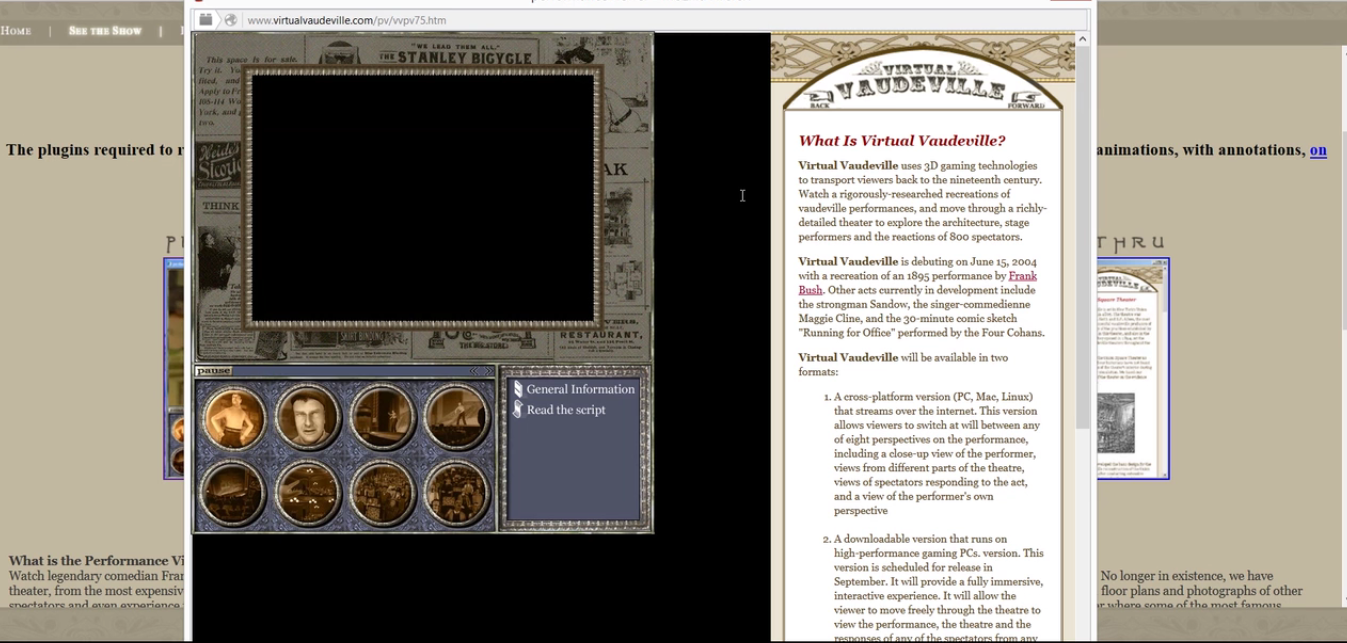 www.virtualvaudeville.com/pv/vvpv75.htm
HOME | SEE THE SHOW |
The plugins required to r
animations, with annotations, on
"WE LEAD THEM ALL."
THE STANLEY BICYCLE
This space is for sale.
THINK
RESTAURANT,
pause
General Information
Read the script
VIRTUAL
VAUDEVILLE
BACK
FORWARD
What Is Virtual Vaudeville?
Virtual Vaudeville uses 3D gaming technologies
to transport viewers back to the nineteenth century.
Watch a rigorously-researched recreations of
vaudeville performances, and move through a richly-
detailed theater to explore the architecture, stage
performers and the reactions of 800 spectators.
Virtual Vaudeville is debuting on June 15, 2004
with a recreation of an 1895 performance by Frank
Bush. Other acts currently in development include
the strongman Sandow, the singer-commedienne
Maggie Cline, and the 30-minute comic sketch
"Running for Office" performed by the Four Cohans.
Virtual Vaudeville will be available in two
formats:
1. A cross-platform version (PC, Mac, Linux)
that streams over the internet. This version
allows viewers to switch at will between any
of eight perspectives on the performance,
including a close-up view of the performer,
views from different parts of the theatre,
views of spectators responding to the act,
and a view of the performer's own
perspective
2. A downloadable version that runs on
high-performance gaming PCs. version. This
version is scheduled for release in
September. It will provide a fully immersive,
interactive experience. It will allow the
viewer to move freely through the theatre to
view the performance, the theatre and the
responses of any of the spectators from any
THRU
What is the Performance Vi
Watch legendary comedian Fran
theater, from the most expensiv
spectators and even experience
No longer in existence, we have
floor plans and photographs of other
where some of the most famous